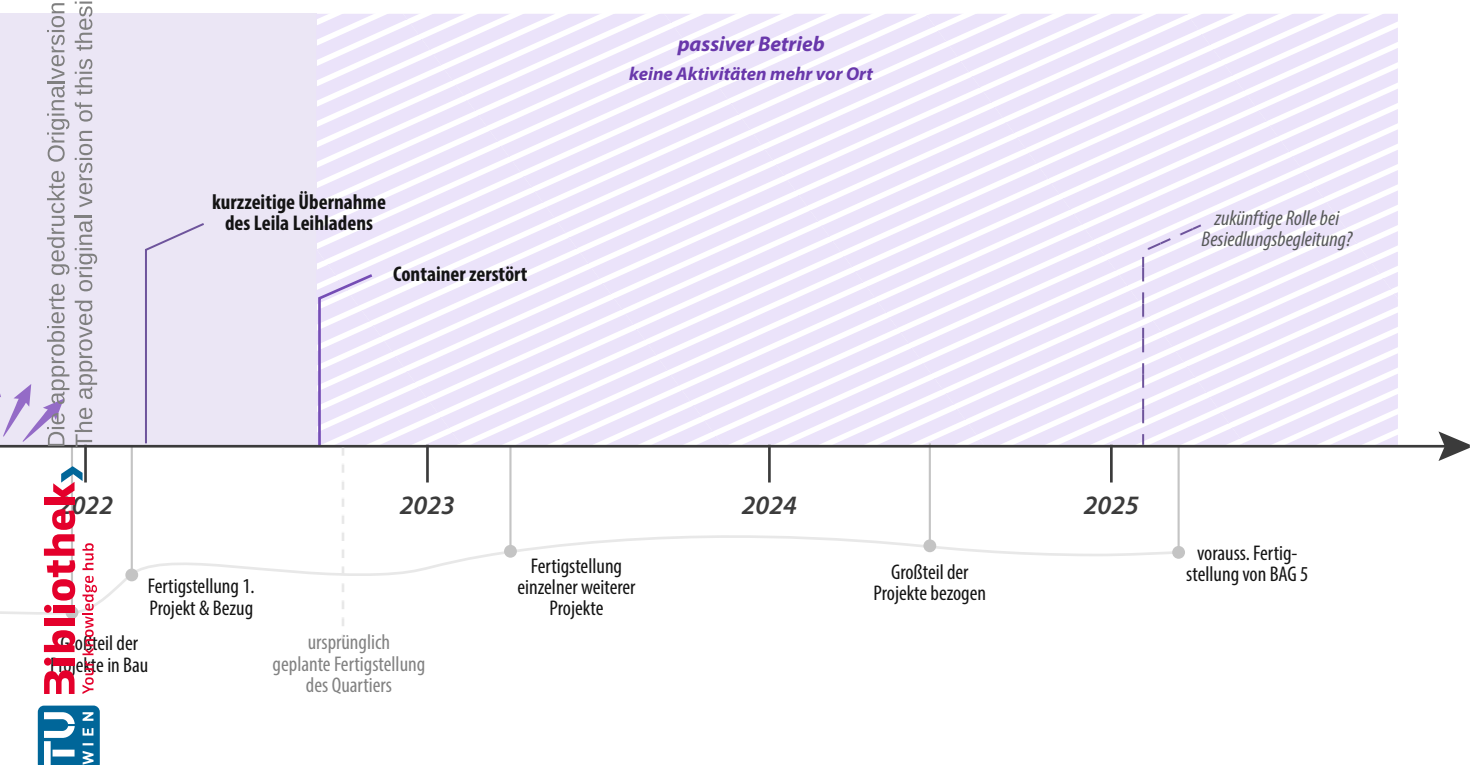 passiver Betrieb
keine Aktivitäten mehr vor Ort
kurzzeitige Übernahme
des Leila Leihladens
Container zerstört
zukünftige Rolle bei
Besiedlungsbegleitung?
2022
2023
2024
2025
Fertigstellung 1.
Projekt & Bezug
Großteil der
Projekte in Bau
ursprünglich
geplante Fertigstellung
des Quartiers
Fertigstellung
einzelner weiterer
Projekte
Großteil der
Projekte bezogen
vorauss. Fertig-
stellung von BAG 5
Die approbierte gedruckte Originalversion
The approved original version of this thesi
Bibliothek
Your knowledge hub
TU
WIEN